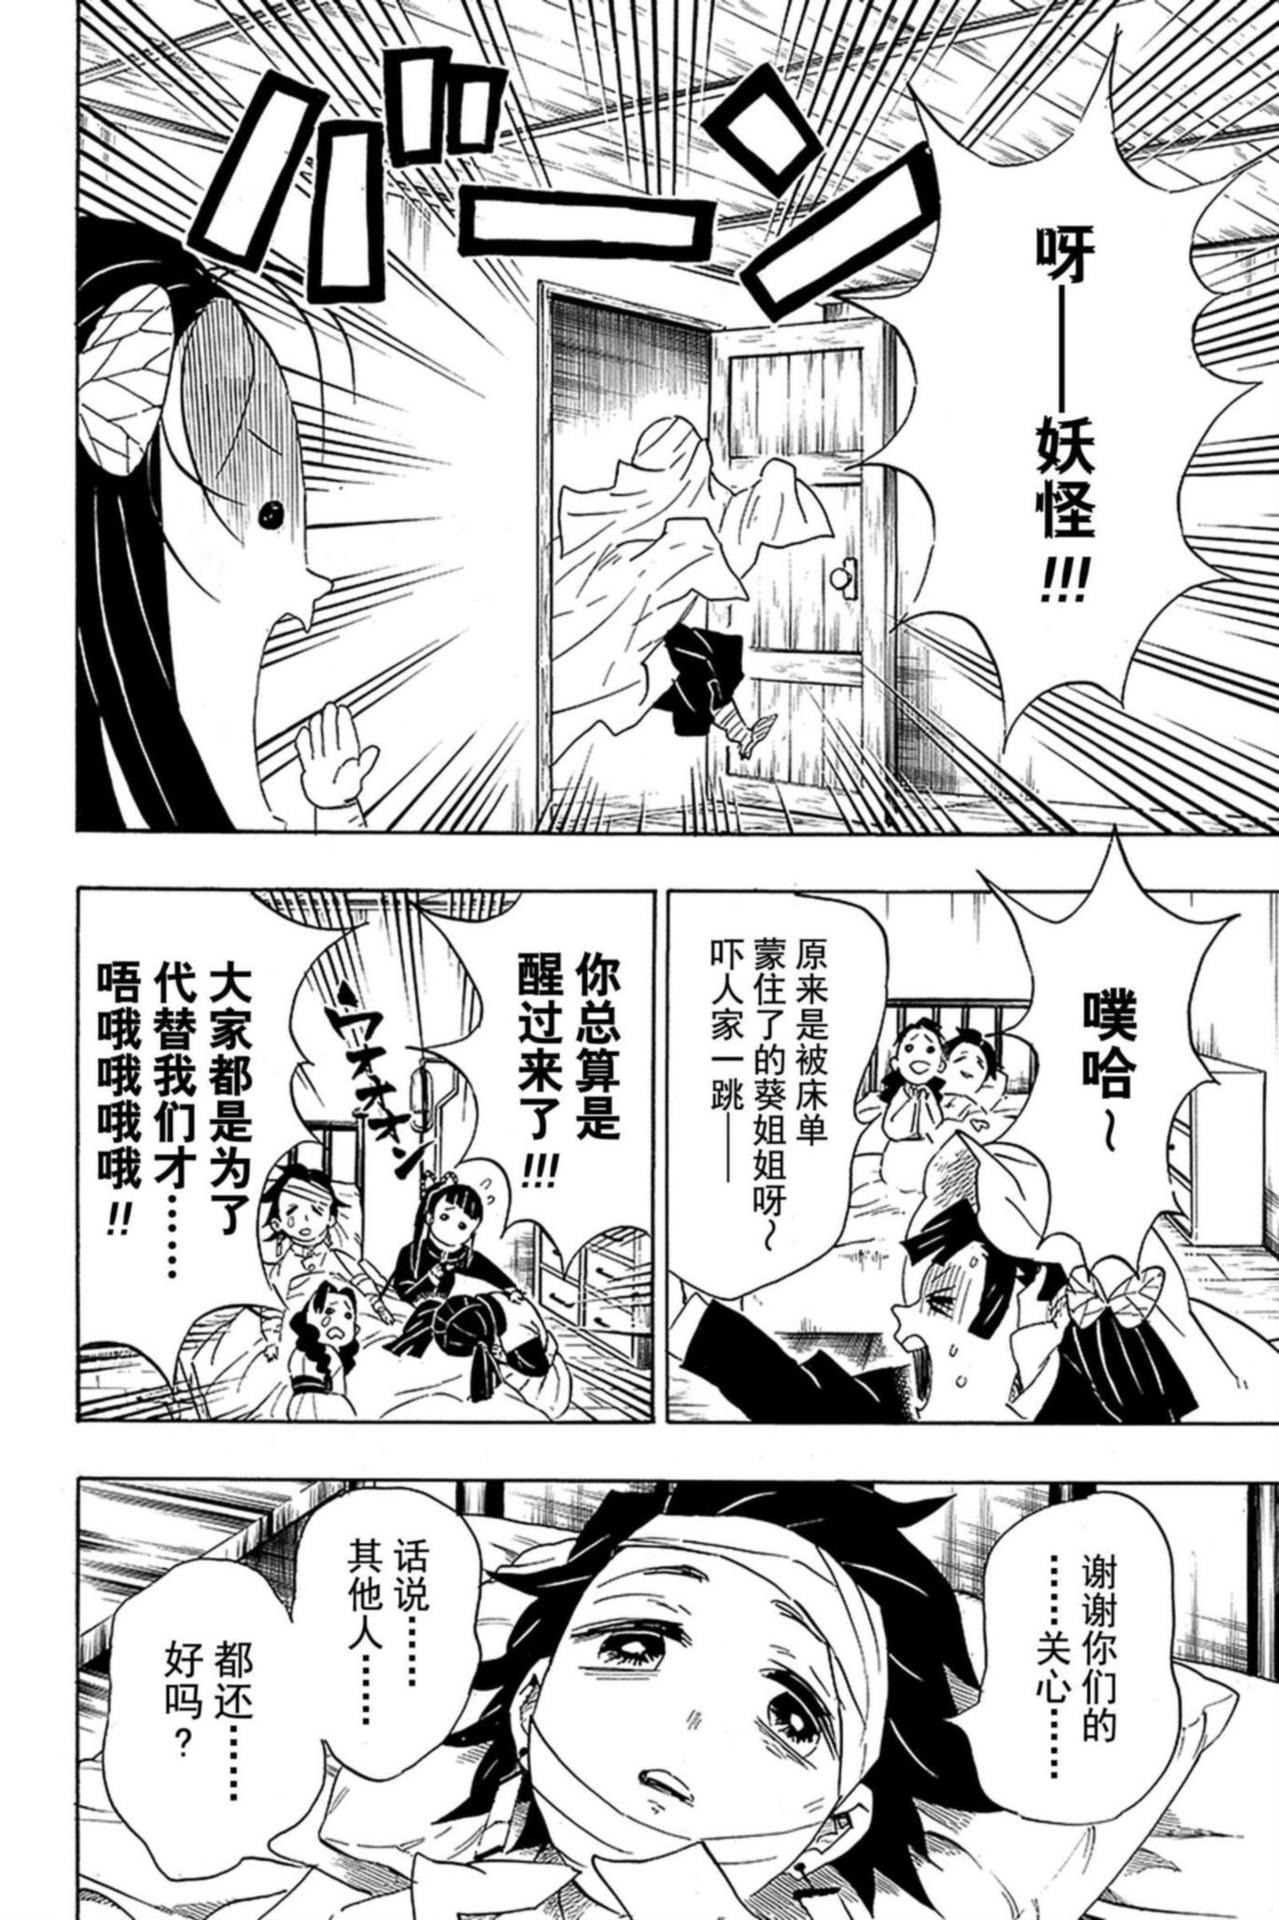 バーン
呀——妖怪!!!
噗哈~
原来是被床单
蒙住了的葵姐姐呀~
吓人家一跳——
你总算是
醒过来了!!!
ウオオオン
大家都是为了
代替我们才……
唔哦哦哦哦!!
谢谢你们的
……关心……
话说……
其他人……
都还……
好吗?